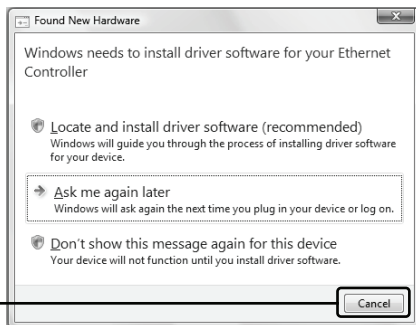 Found New Hardware
Windows needs to install driver software for your Ethernet
Controller
Locate and install driver software (recommended)
Windows will guide you through the process of installing driver software
for your device.
Ask me again later
Windows will ask again the next time you plug in your device or log on.
Don't show this message again for this device
Your device will not function until you install driver software.
Cancel